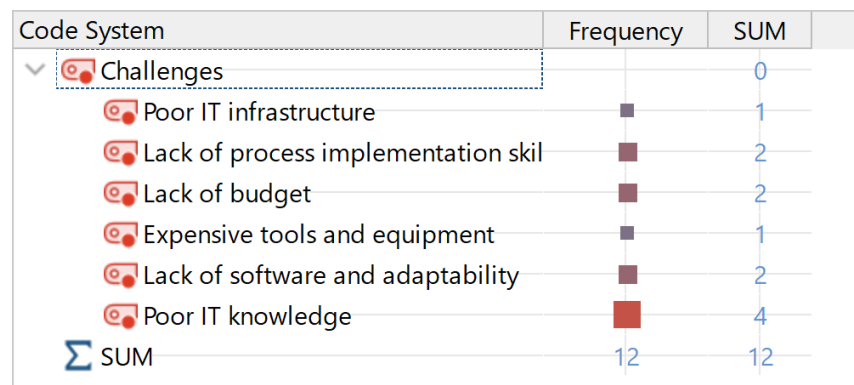 Code System Frequency SUM
Challenges 0
Poor IT infrastructure 1
Lack of process implementation skil 2
Lack of budget 2
Expensive tools and equipment 1
Lack of software and adaptability 2
Poor IT knowledge 4
SUM 12 12